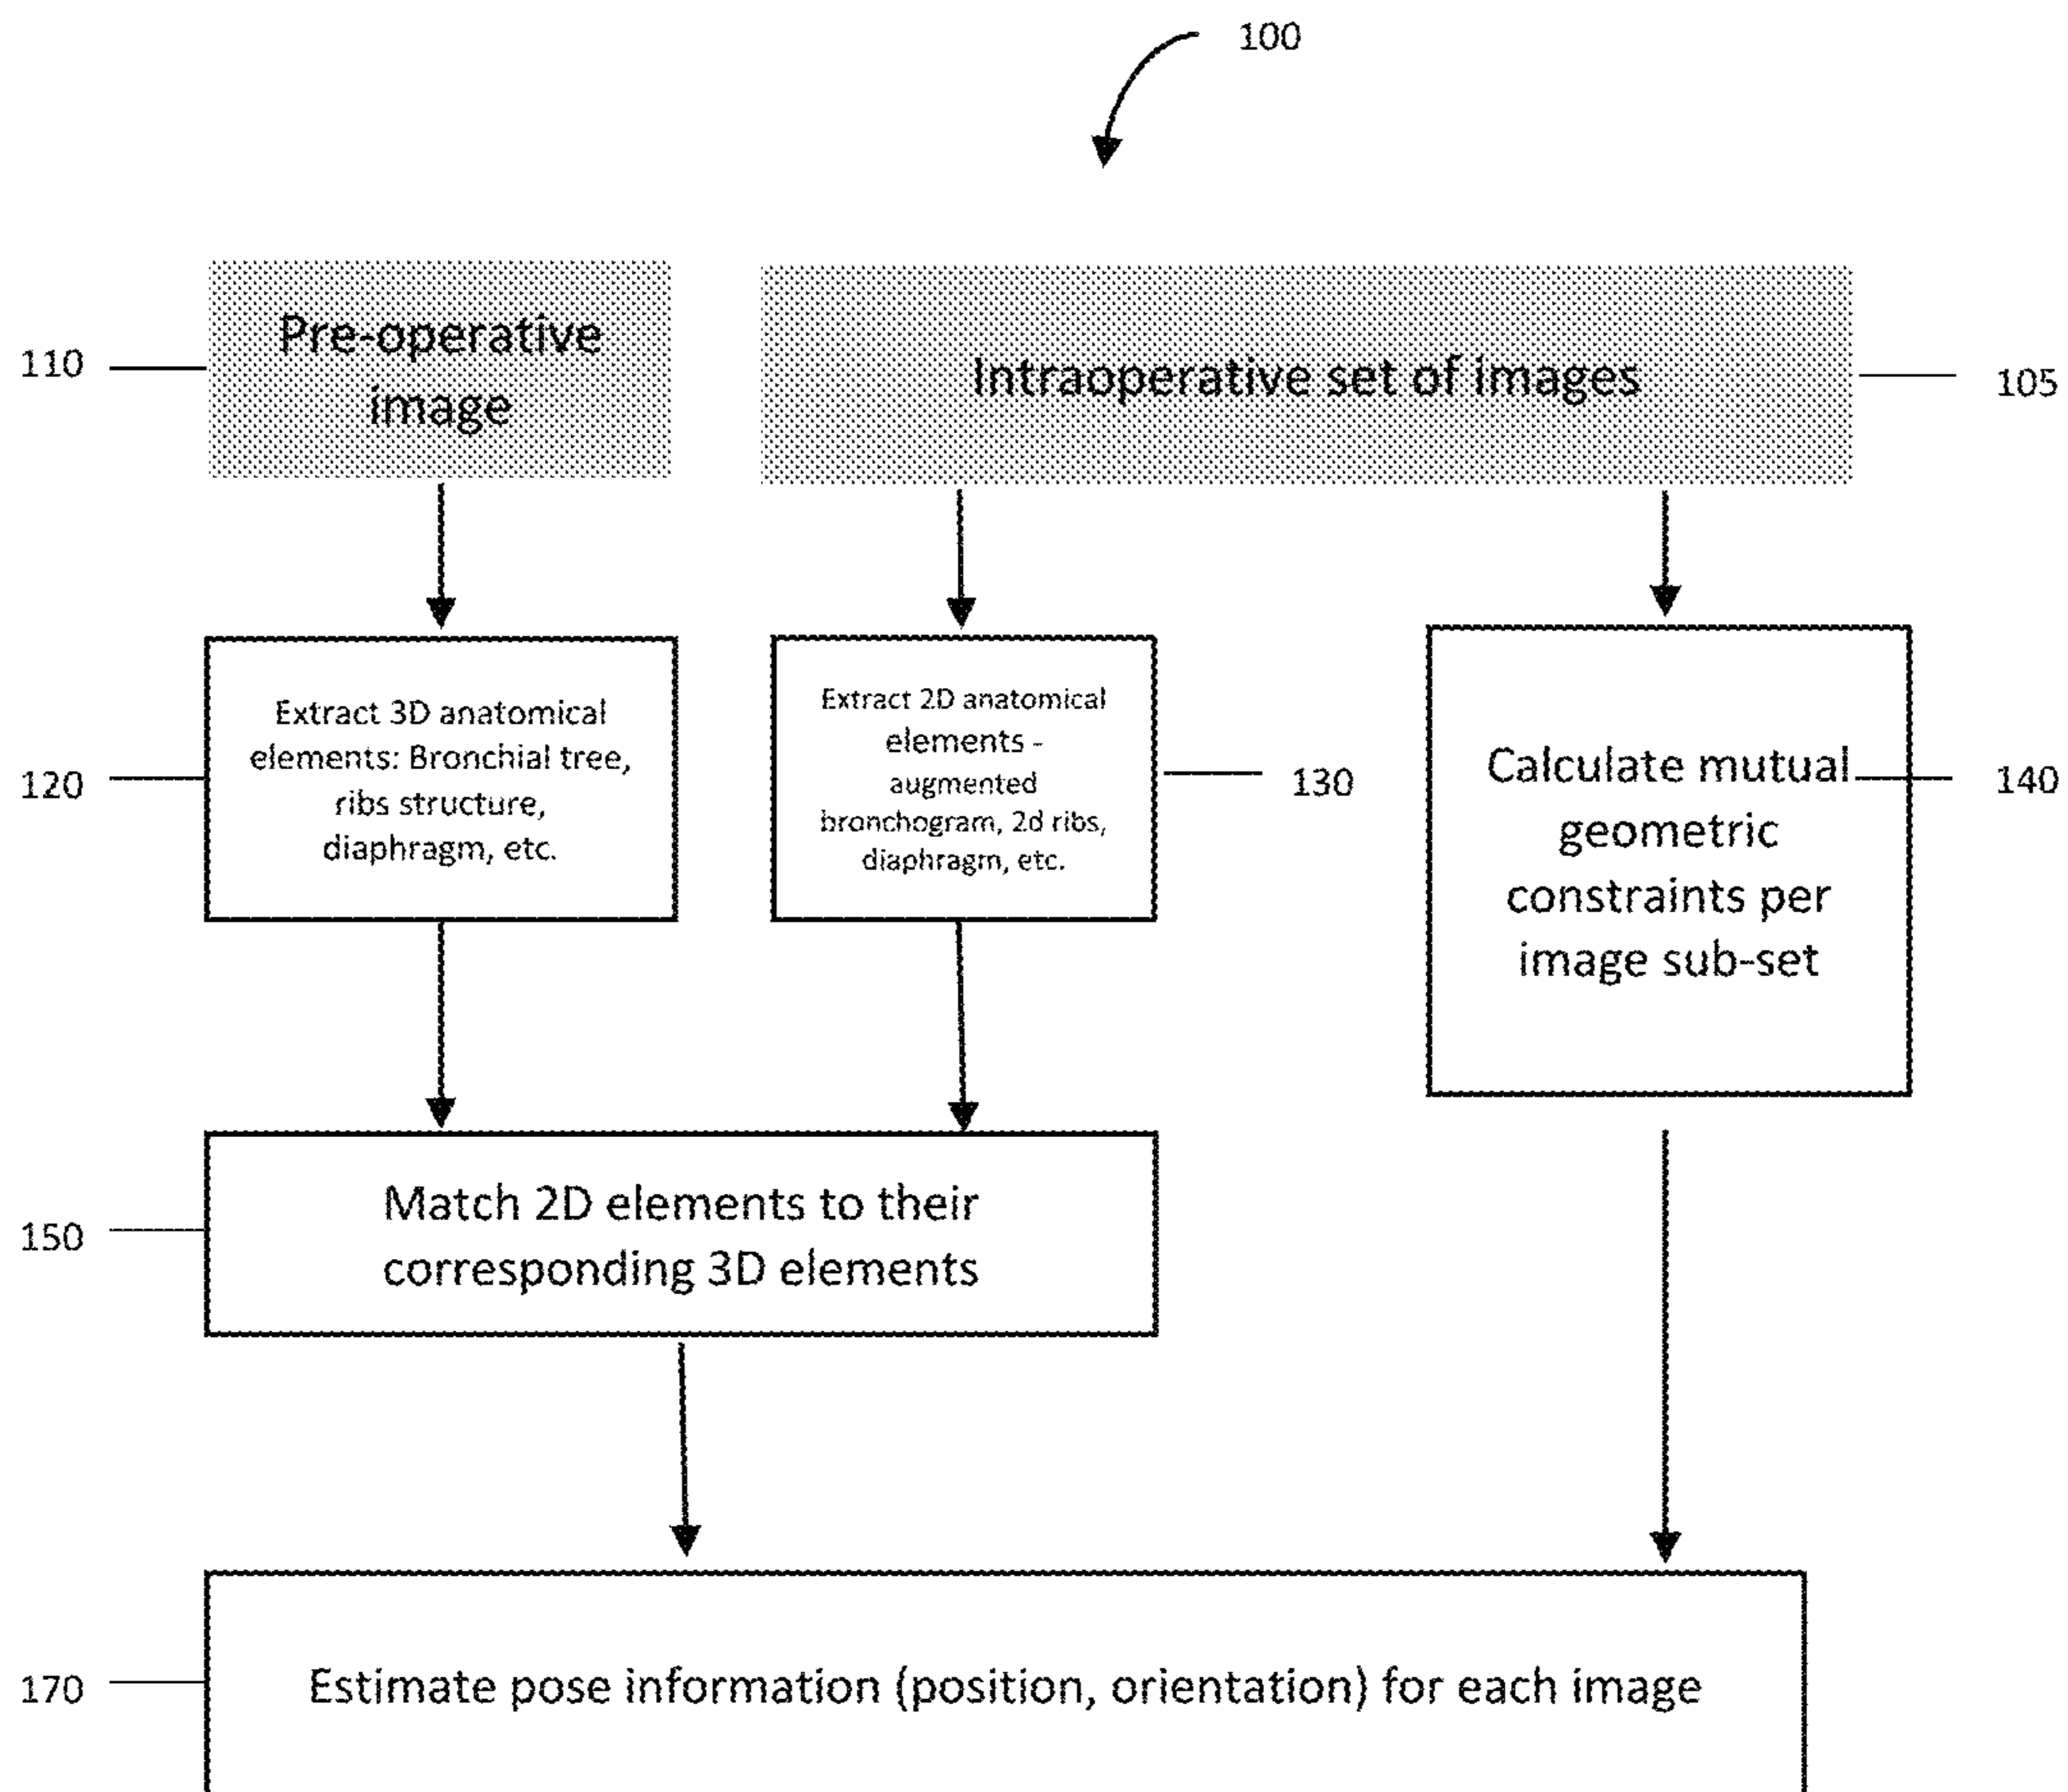 100
Pre-operative
image
110
Intraoperative set of images
105
Extract 3D anatomical
elements: Bronchial tree,
ribs structure,
diaphragm, etc.
120
Extract 2D anatomical
elements -
augmented
bronchogram, 2d ribs,
diaphragm, etc.
130
Calculate mutual
geometric
constraints per
image sub-set
140
Match 2D elements to their
corresponding 3D elements
150
Estimate pose information (position, orientation) for each image
170